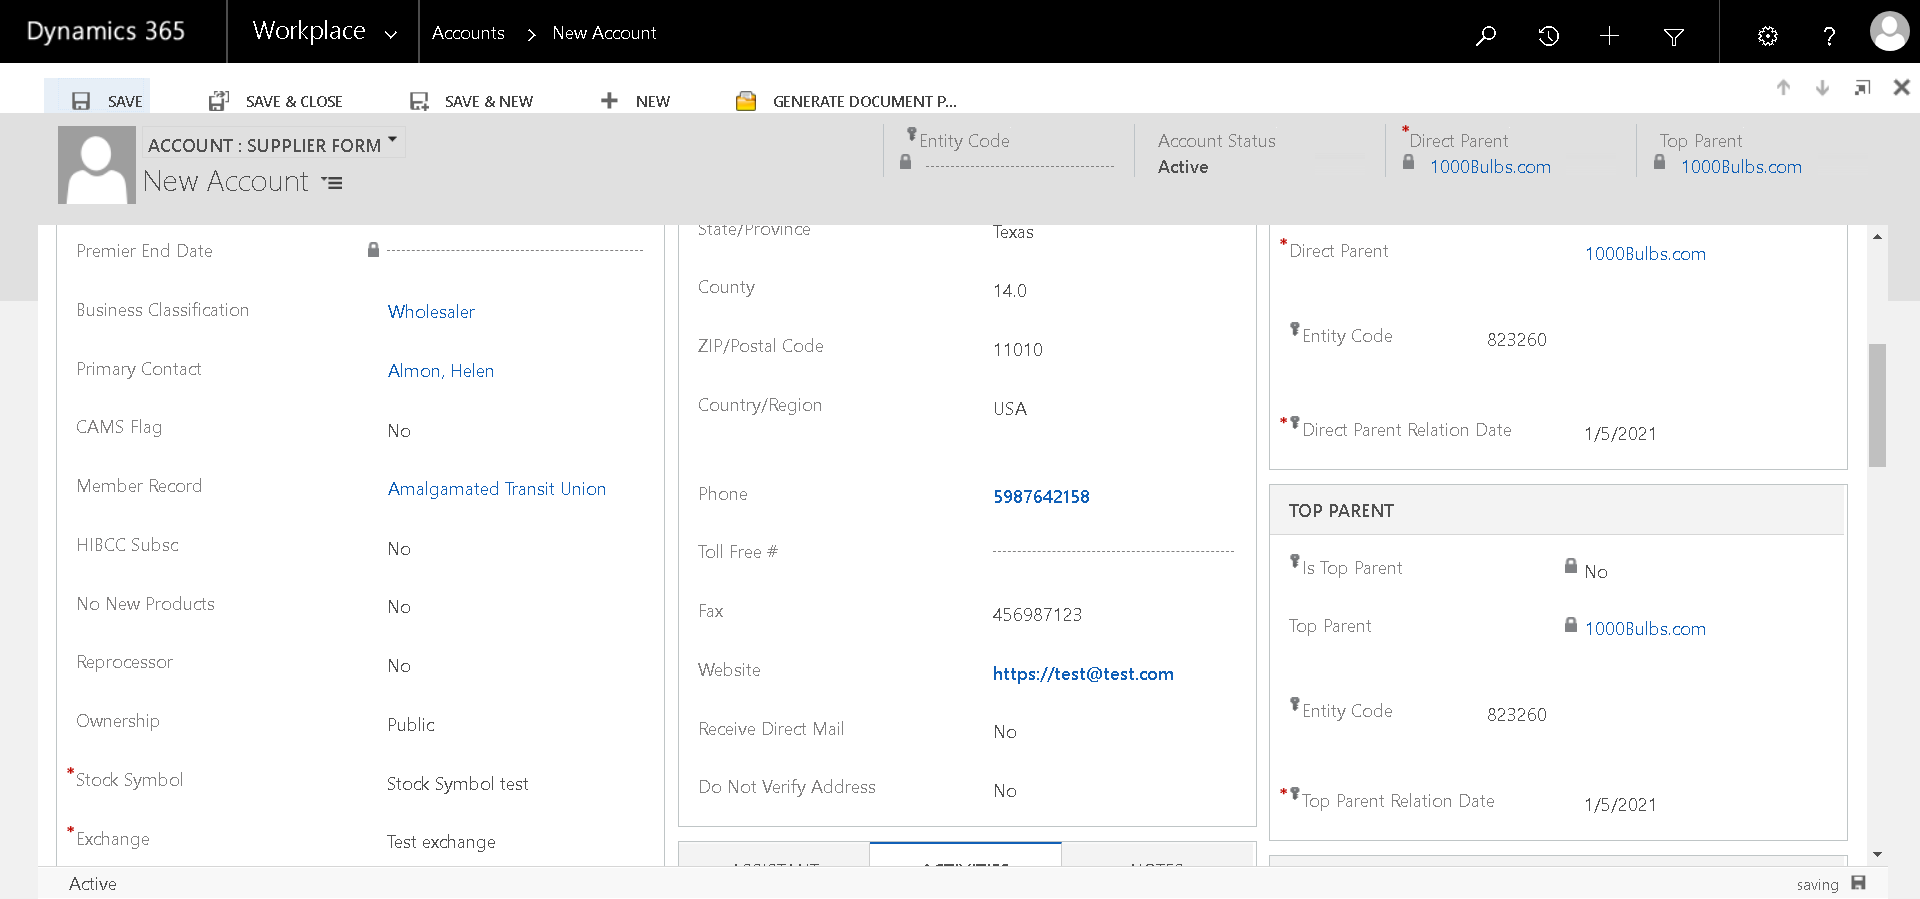 Dynamics 365
Workplace
Accounts
New Account
SAVE
SAVE & CLOSE
SAVE & NEW
NEW
GENERATE DOCUMENT P...
ACCOUNT : SUPPLIER FORM
New Account
Entity Code
Account Status
Active
*Direct Parent
1000Bulbs.com
Top Parent
1000Bulbs.com
Premier End Date
Business Classification Wholesaler
Primary Contact Almon, Helen
CAMS Flag No
Member Record Amalgamated Transit Union
HIBCC Subsc No
No New Products No
Reprocessor No
Ownership Public
*Stock Symbol Stock Symbol test
*Exchange Test exchange
State/Province Texas
County 14.0
ZIP/Postal Code 11010
Country/Region USA
Phone 5987642158
Toll Free #
Fax 456987123
Website https://test@test.com
Receive Direct Mail No
Do Not Verify Address No
ASSISTANT ACTIVITIES NOTES
*Direct Parent 1000Bulbs.com
Entity Code 823260
*Direct Parent Relation Date 1/5/2021
TOP PARENT
Is Top Parent No
Top Parent 1000Bulbs.com
Entity Code 823260
*Top Parent Relation Date 1/5/2021
Active
saving